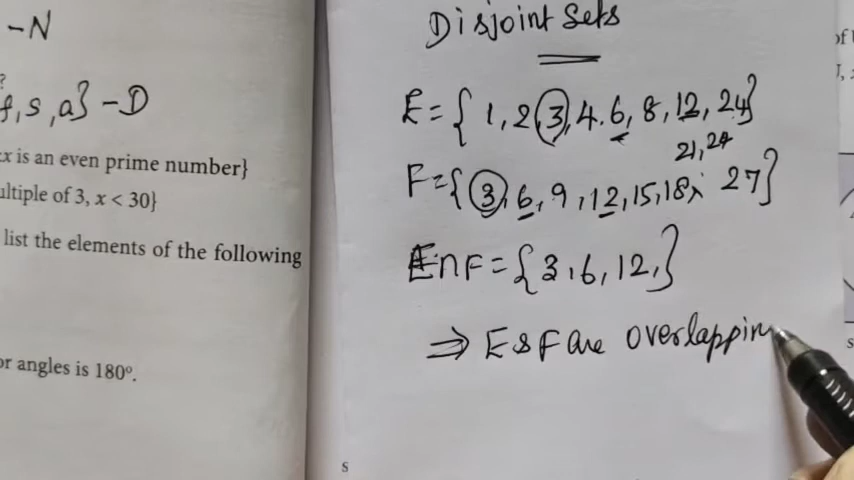 -N
s, a} - D
x is an even prime number}
ultiple of 3, x < 30}
list the elements of the following
or angles is 180°.
Disjoint Sets
E = { 1, 2, 3, 4, 6, 8, 12, 24}
21, 24
F = { 3, 6, 9, 12, 15, 18, 27}
E∩F = { 3, 6, 12, }
⇒ E & F are overlappin
s
of